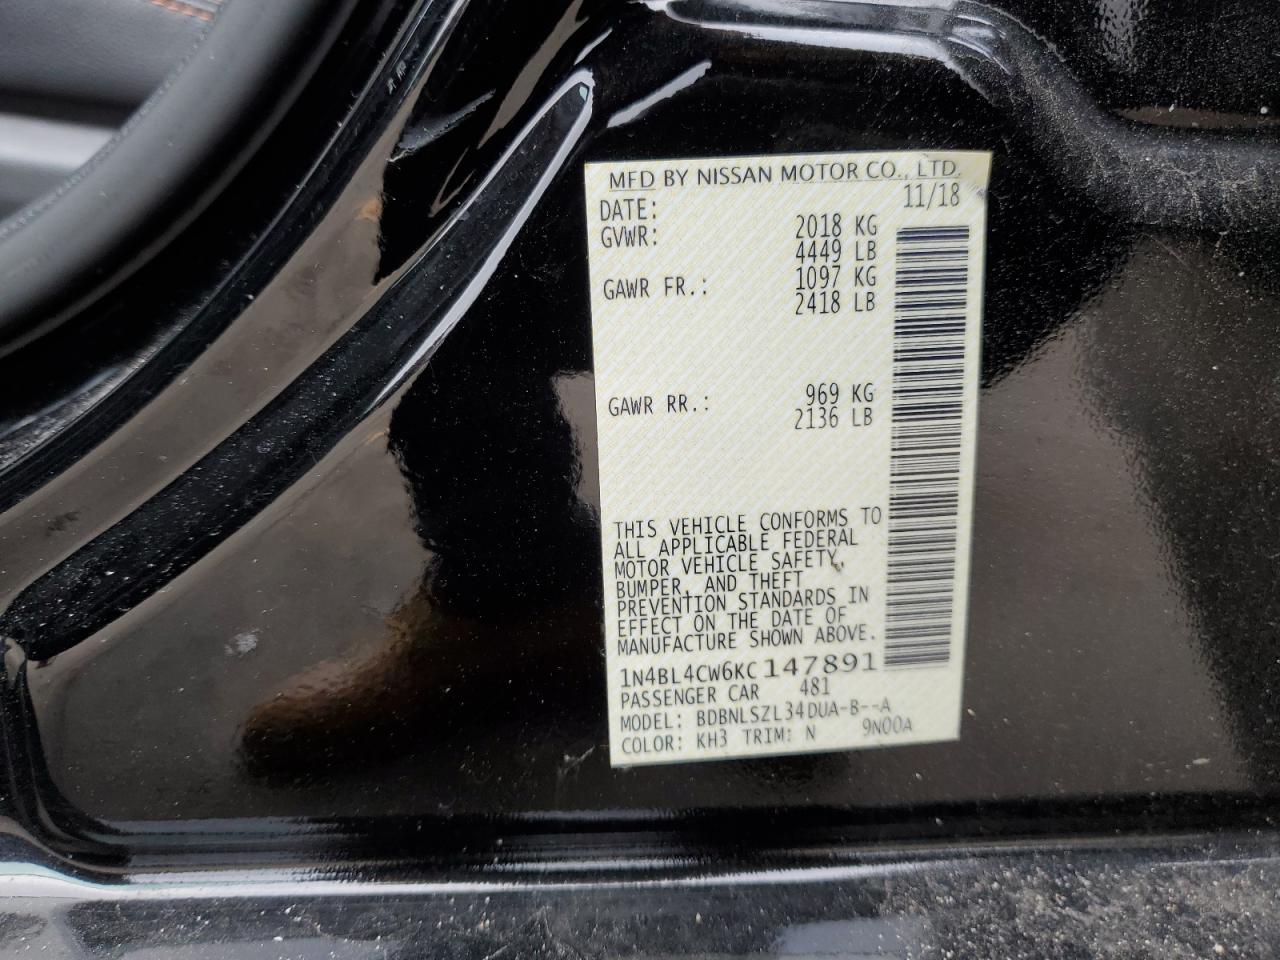 MFD BY NISSAN MOTOR CO., LTD.
DATE: 11/18
GVWR: 2018 KG
4449 LB
GAWR FR.: 1097 KG
2418 LB
GAWR RR.: 969 KG
2136 LB
THIS VEHICLE CONFORMS TO
ALL APPLICABLE FEDERAL
MOTOR VEHICLE SAFETY,
BUMPER, AND THEFT
PREVENTION STANDARDS IN
EFFECT ON THE DATE OF
MANUFACTURE SHOWN ABOVE.
1N4BL4CW6KC147891
PASSENGER CAR 481
MODEL: BDBNLSZL34DUA-B--A
COLOR: KH3 TRIM: N 9N00A